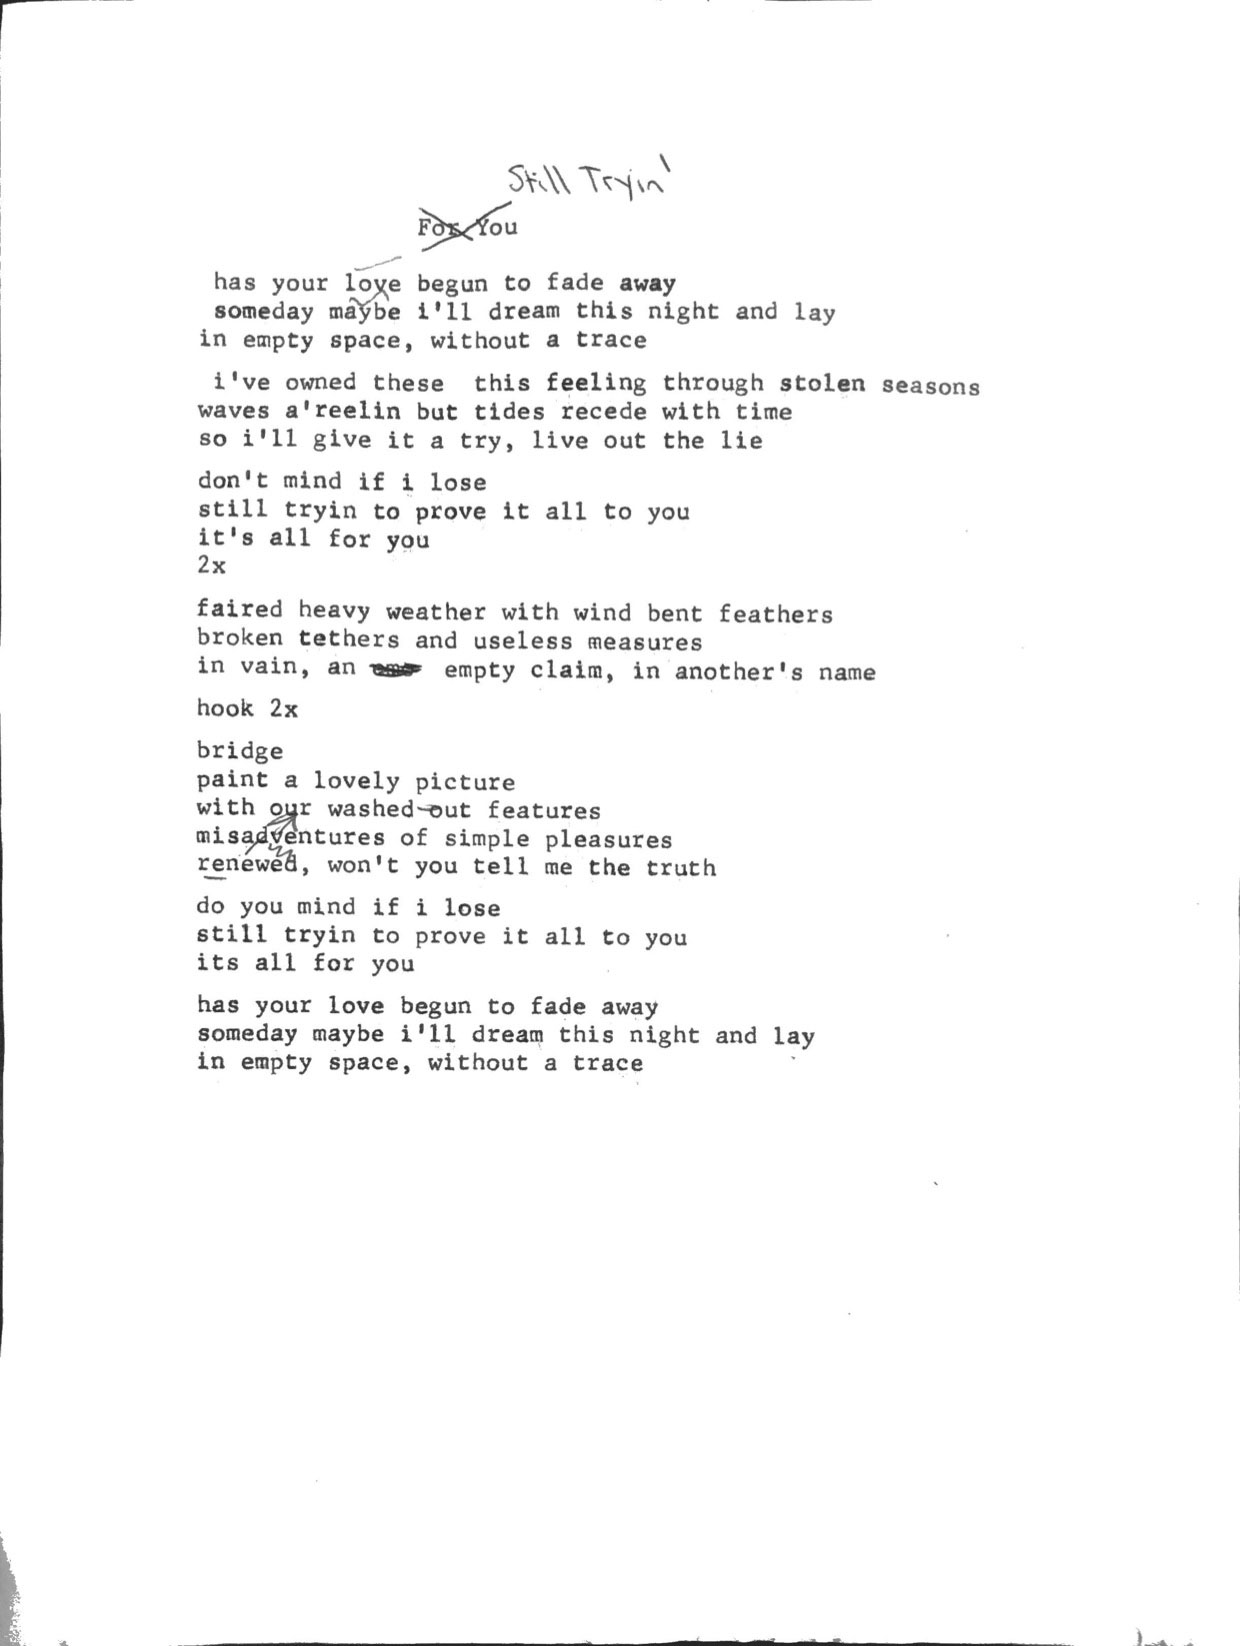 Still Tryin'
For You
has your love begun to fade away
someday maybe i'll dream this night and lay
in empty space, without a trace
i've owned these  this feeling through stolen seasons
waves a'reelin but tides recede with time
so i'll give it a try, live out the lie
don't mind if i lose
still tryin to prove it all to you
it's all for you
2x
faired heavy weather with wind bent feathers
broken tethers and useless measures
in vain, an empty claim, in another's name
hook 2x
bridge
paint a lovely picture
with our washed-out features
misadventures of simple pleasures
renewed, won't you tell me the truth
do you mind if i lose
still tryin to prove it all to you
its all for you
has your love begun to fade away
someday maybe i'll dream this night and lay
in empty space, without a trace